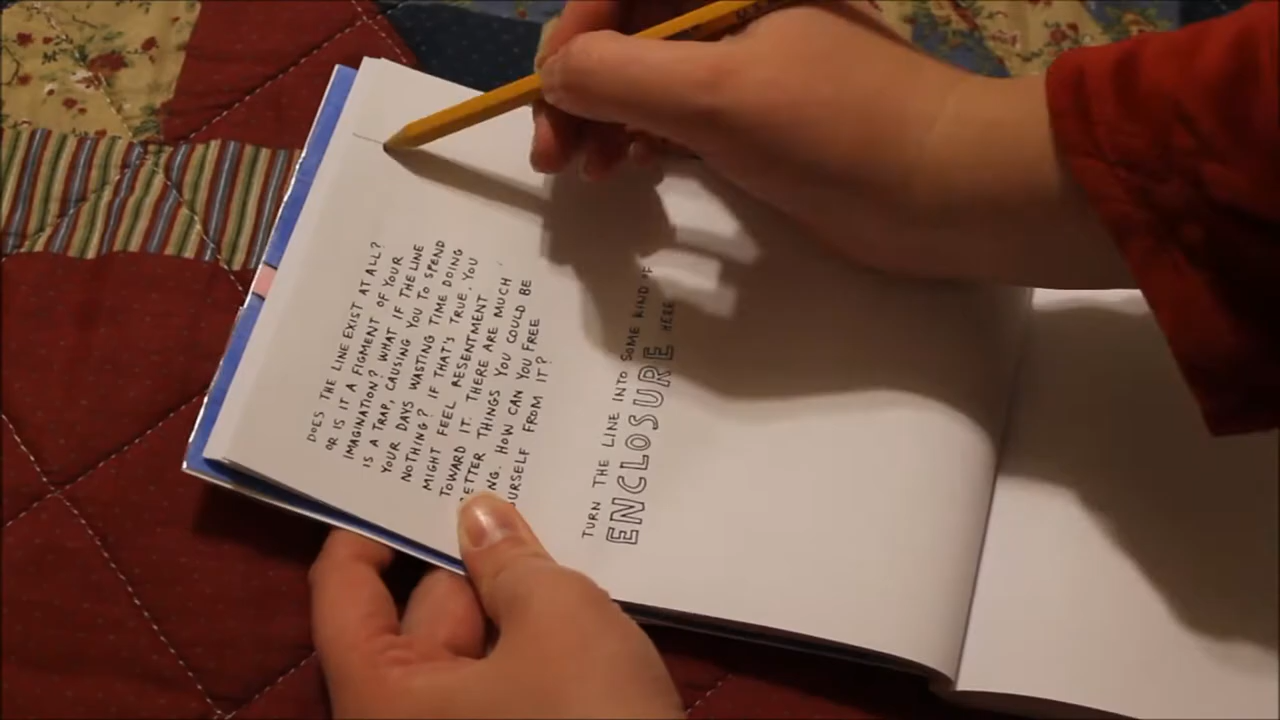 DOES THE LINE EXIST AT ALL?
OR IS IT A FIGMENT OF YOUR
IMAGINATION? WHAT IF THE LINE
IS A TRAP, CAUSING YOU TO SPEND
YOUR DAYS WASTING TIME DOING
NOTHING? IF THAT'S TRUE, YOU
MIGHT FEEL RESENTMENT
TOWARD IT. THERE ARE MUCH
ETTER THINGS YOU COULD BE
NG. HOW CAN YOU FREE
URSELF FROM IT?
TURN THE LINE INTO SOME KIND OF
ENCLOSURE HERE